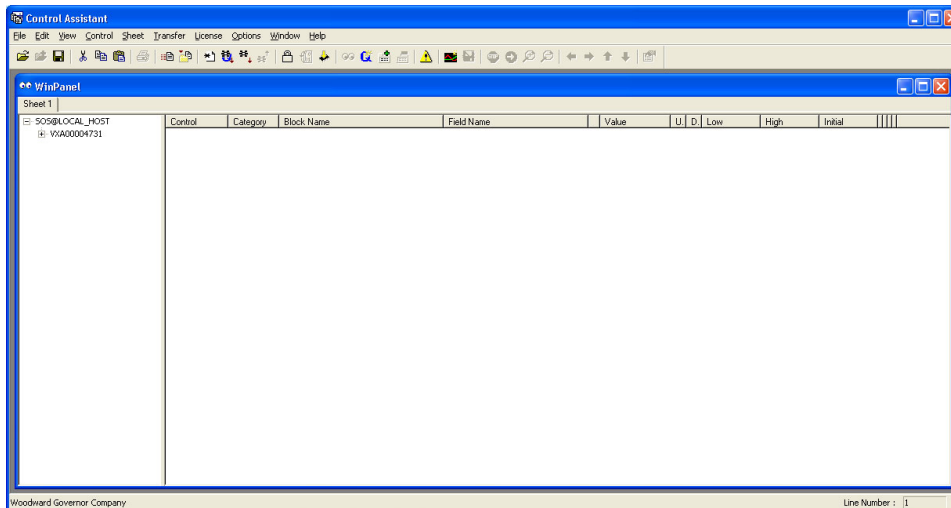 Control Assistant
File Edit View Control Sheet Transfer License Options Window Help
WinPanel
Sheet 1
SOS@LOCAL_HOST
Control Category Block Name Field Name Value U. D. Low High Initial
VXA00004731
Woodward Governor Company Line Number : 1